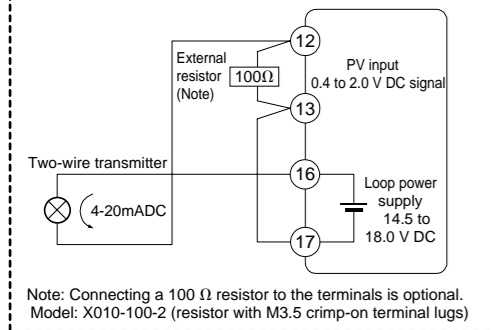 12
External
resistor
(Note)
100Ω
PV input
0.4 to 2.0 V DC signal
13
Two-wire transmitter
16
4-20mADC
Loop power
supply
14.5 to
18.0 V DC
17
Note: Connecting a 100 Ω resistor to the terminals is optional.
Model: X010-100-2 (resistor with M3.5 crimp-on terminal lugs)